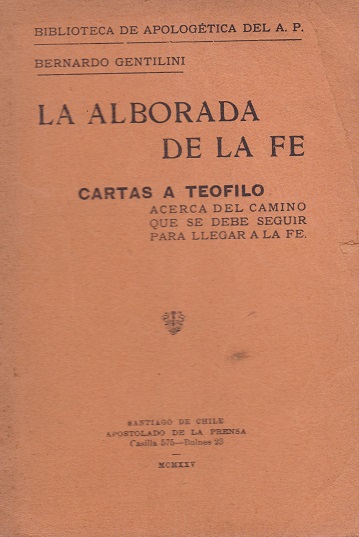 BIBLIOTECA DE APOLOGÉTICA DEL A. P.
BERNARDO GENTILINI
LA ALBORADA
DE LA FE
CARTAS A TEOFILO
ACERCA DEL CAMINO
QUE SE DEBE SEGUIR
PARA LLEGAR A LA FE.
SANTIAGO DE CHILE
APOSTOLADO DE LA PRENSA
Casilla 575—Bulnes 23
MCMXXV